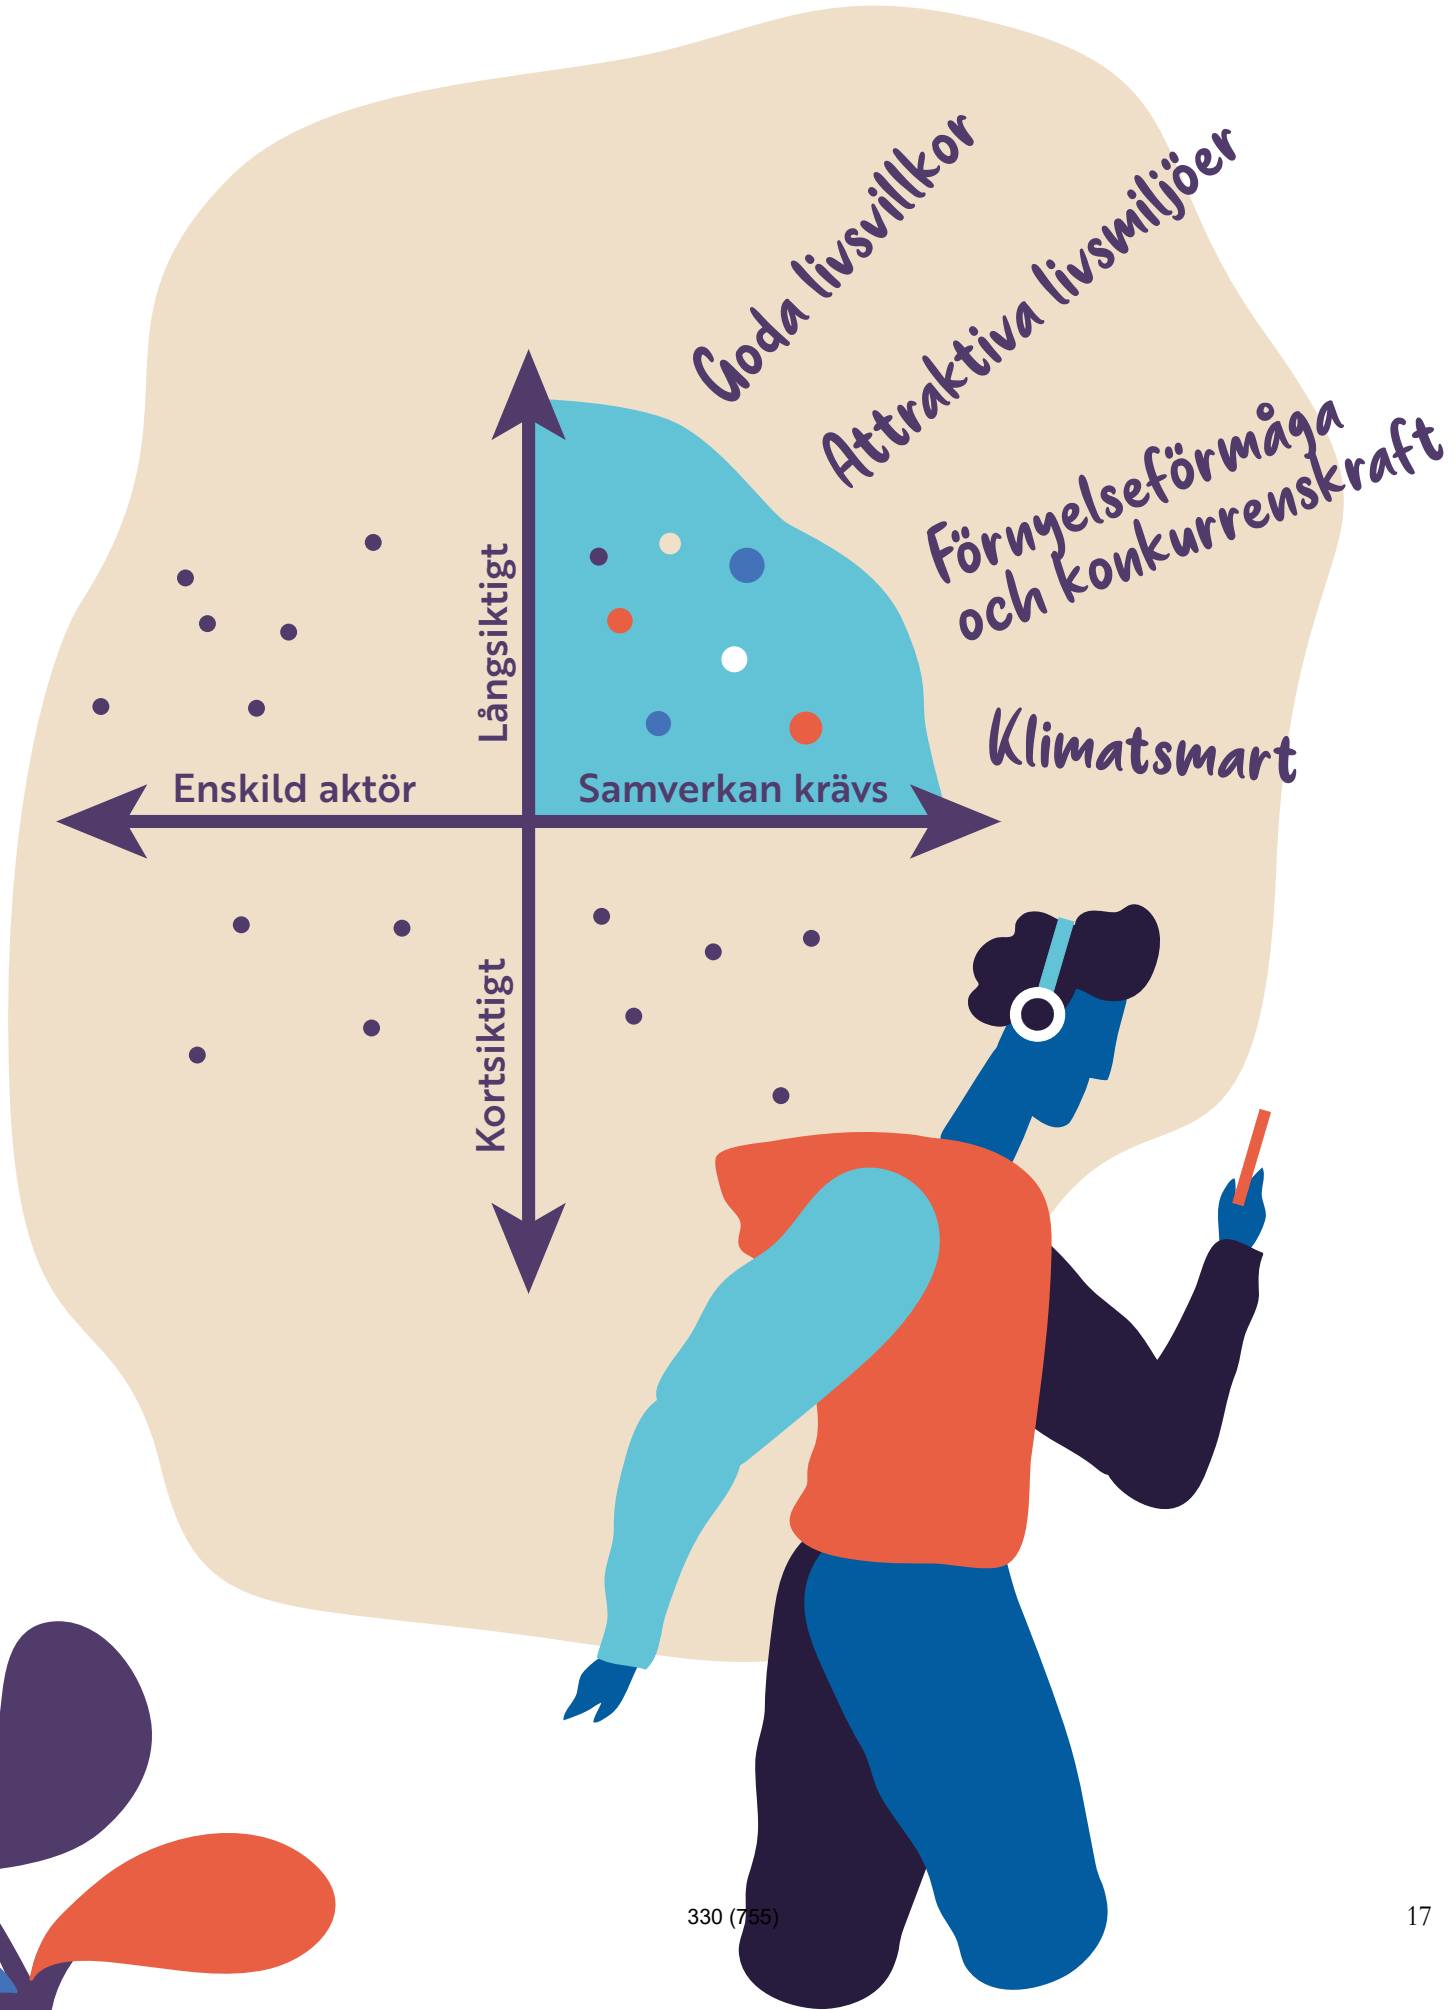 Goda livsvillkor
Attraktiva livsmiljöer
Förnyelseförmåga
och konkurrenskraft
Klimatsmart
Långsiktigt
Enskild aktör
Samverkan krävs
Kortsiktigt
330 (755)
17